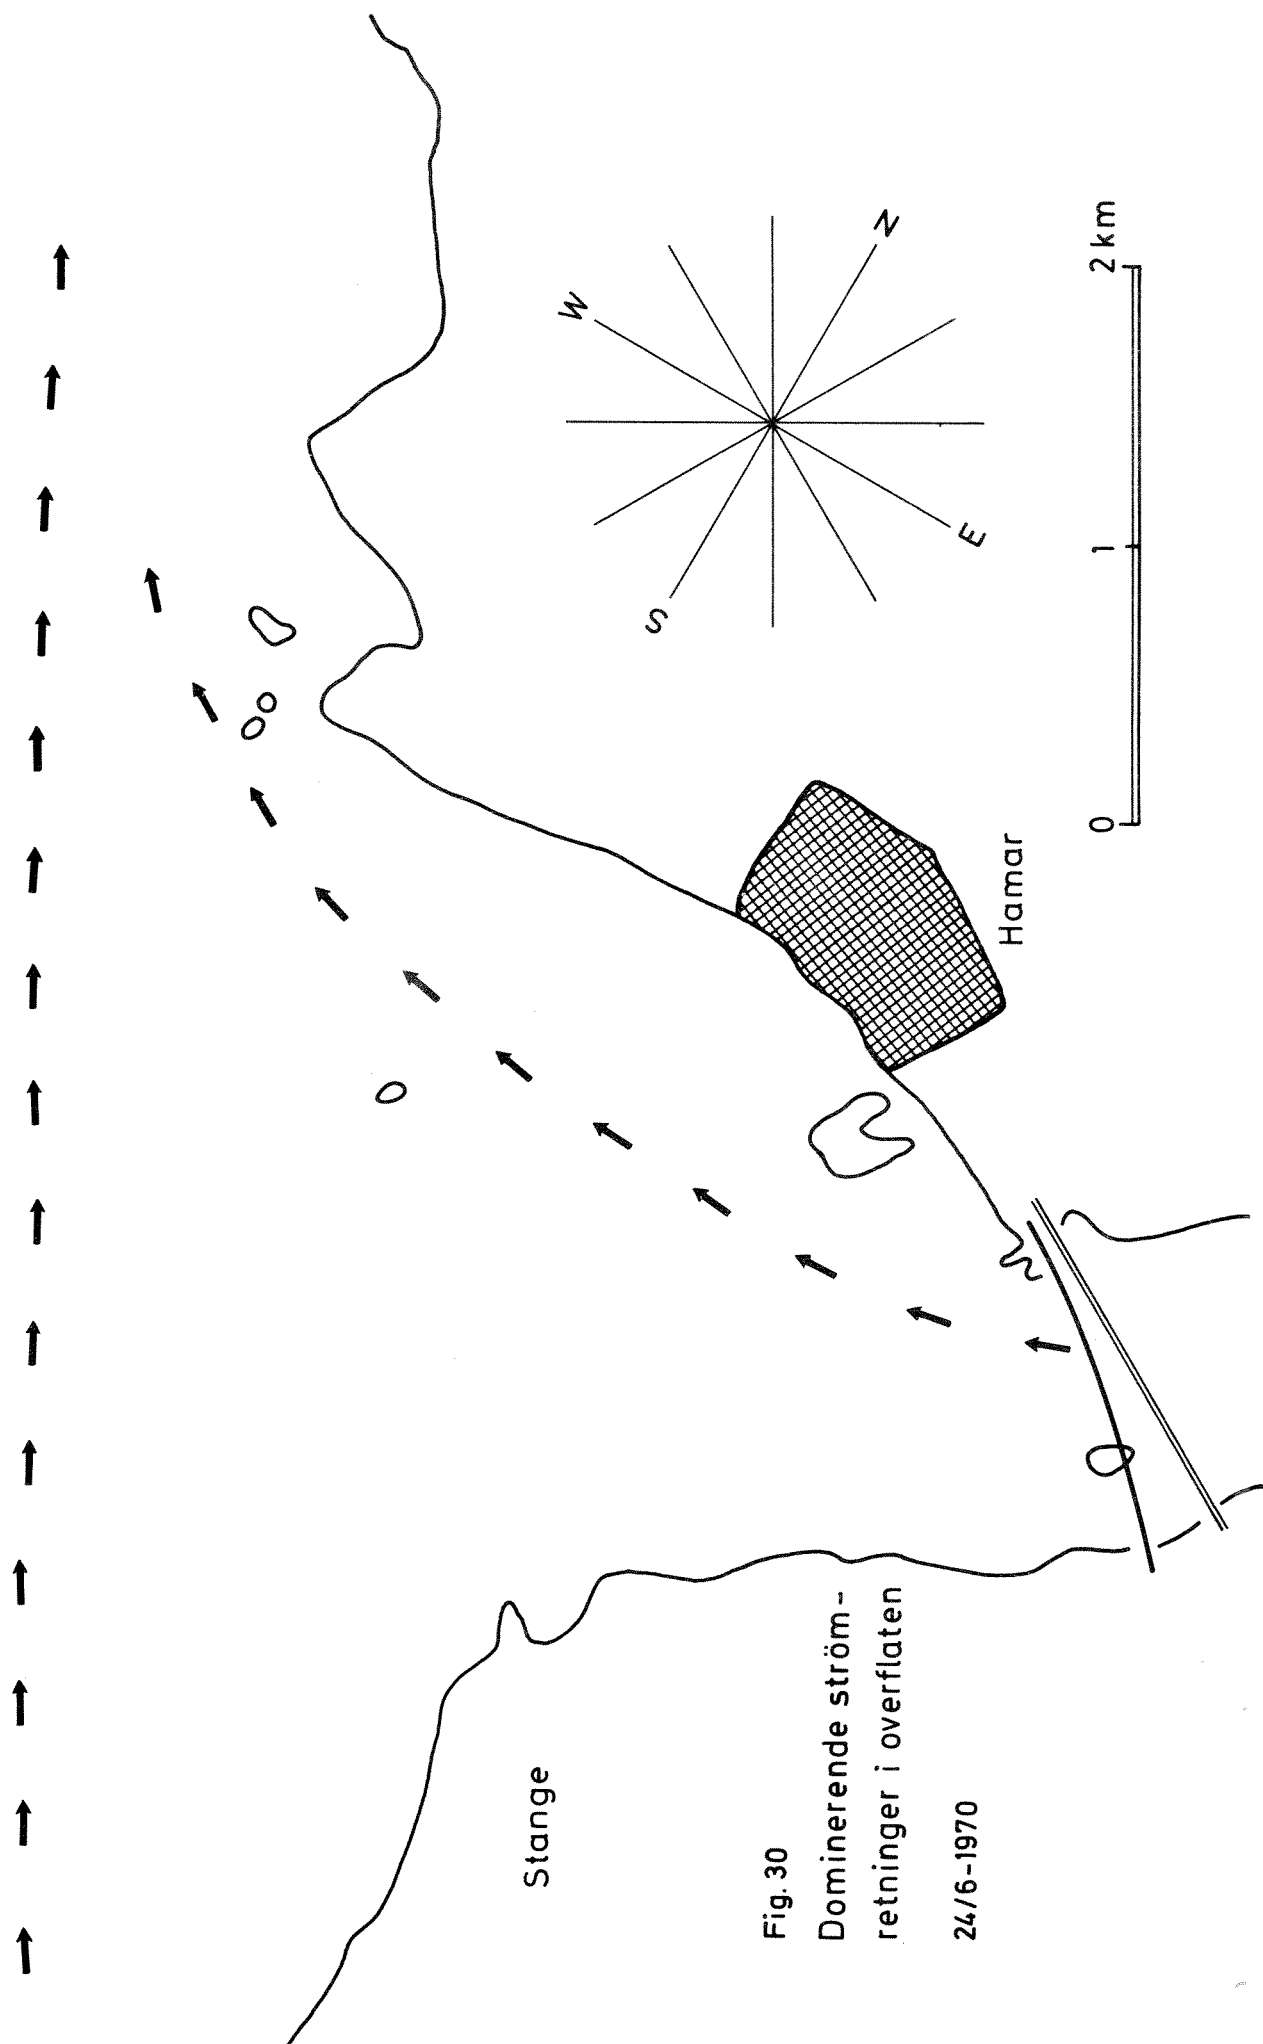 W
N
S
E
0 1 2 km
Hamar
Stange
Fig. 30
Dominerende ström-
retninger i overflaten
24/6-1970